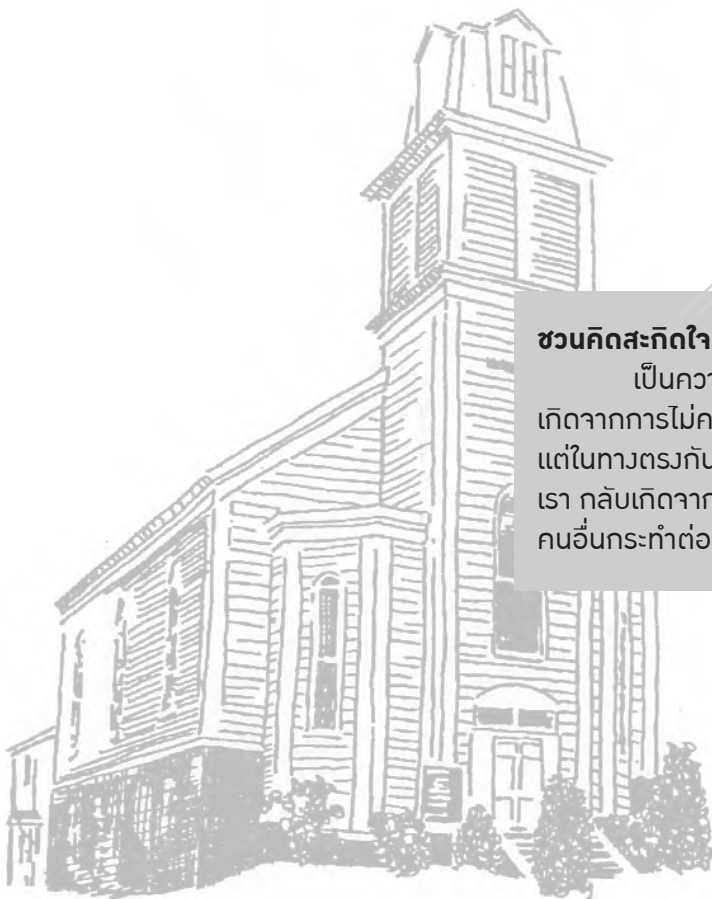 ชวนคิดสะกิดใจ
เป็นควา
เกิดจากการไม่ค
แต่ในทางตรงกัน
เรา กลับเกิดจาก
คนอื่นกระทำต่อ